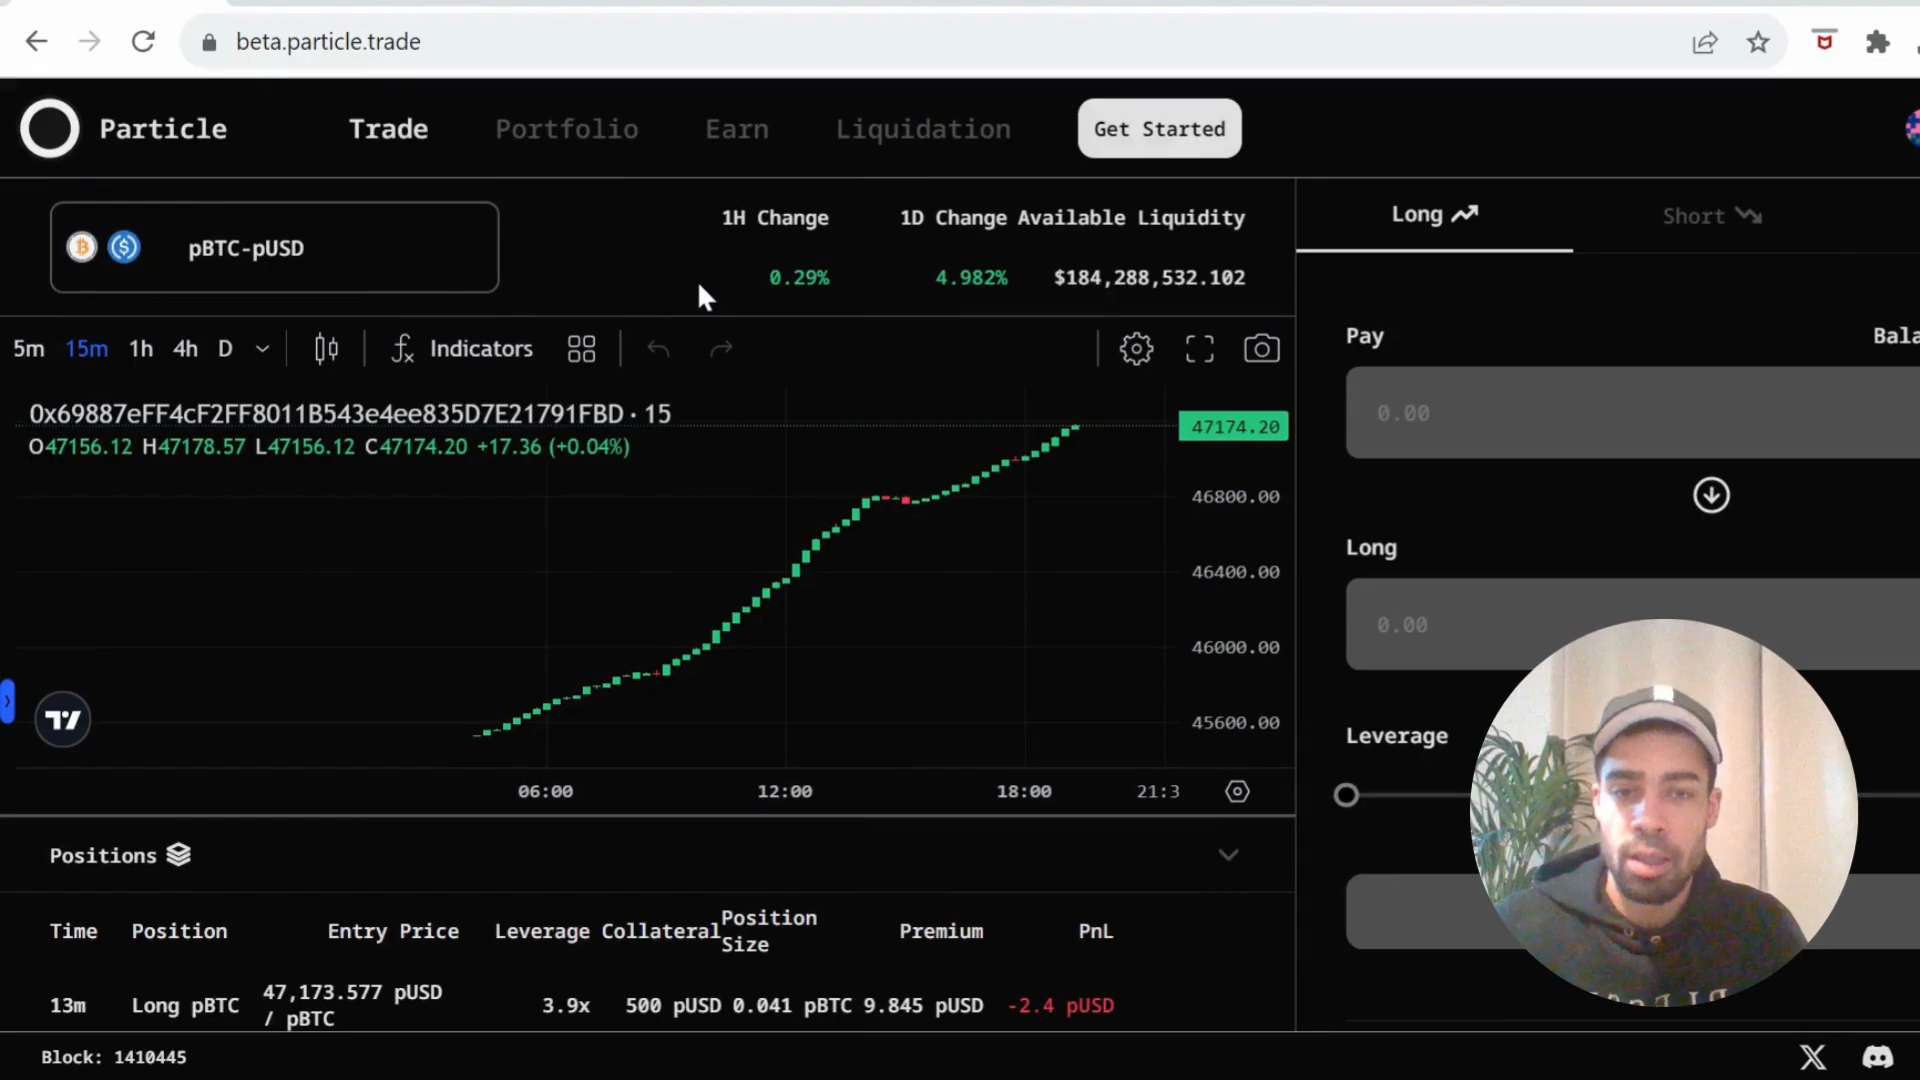 beta.particle.trade
Particle
Trade
Portfolio
Earn
Liquidation
Get Started
pBTC-pUSD
1H Change
0.29%
1D Change
4.982%
Available Liquidity
$184,288,532.102
Long
Short
5m 15m 1h 4h D
Indicators
0x69887eFF4cF2FF8011B543e4ee835D7E21791FBD · 15
O47156.12 H47178.57 L47156.12 C47174.20 +17.36 (+0.04%)
47174.20
46800.00
46400.00
46000.00
45600.00
06:00
12:00
18:00
21:3
Pay
Bala
0.00
Long
0.00
Leverage
Positions
Time
Position
Entry Price
Leverage
Collateral
Position
Size
Premium
PnL
13m
Long pBTC
47,173.577 pUSD
/ pBTC
3.9x
500 pUSD
0.041 pBTC
9.845 pUSD
-2.4 pUSD
Block: 1410445